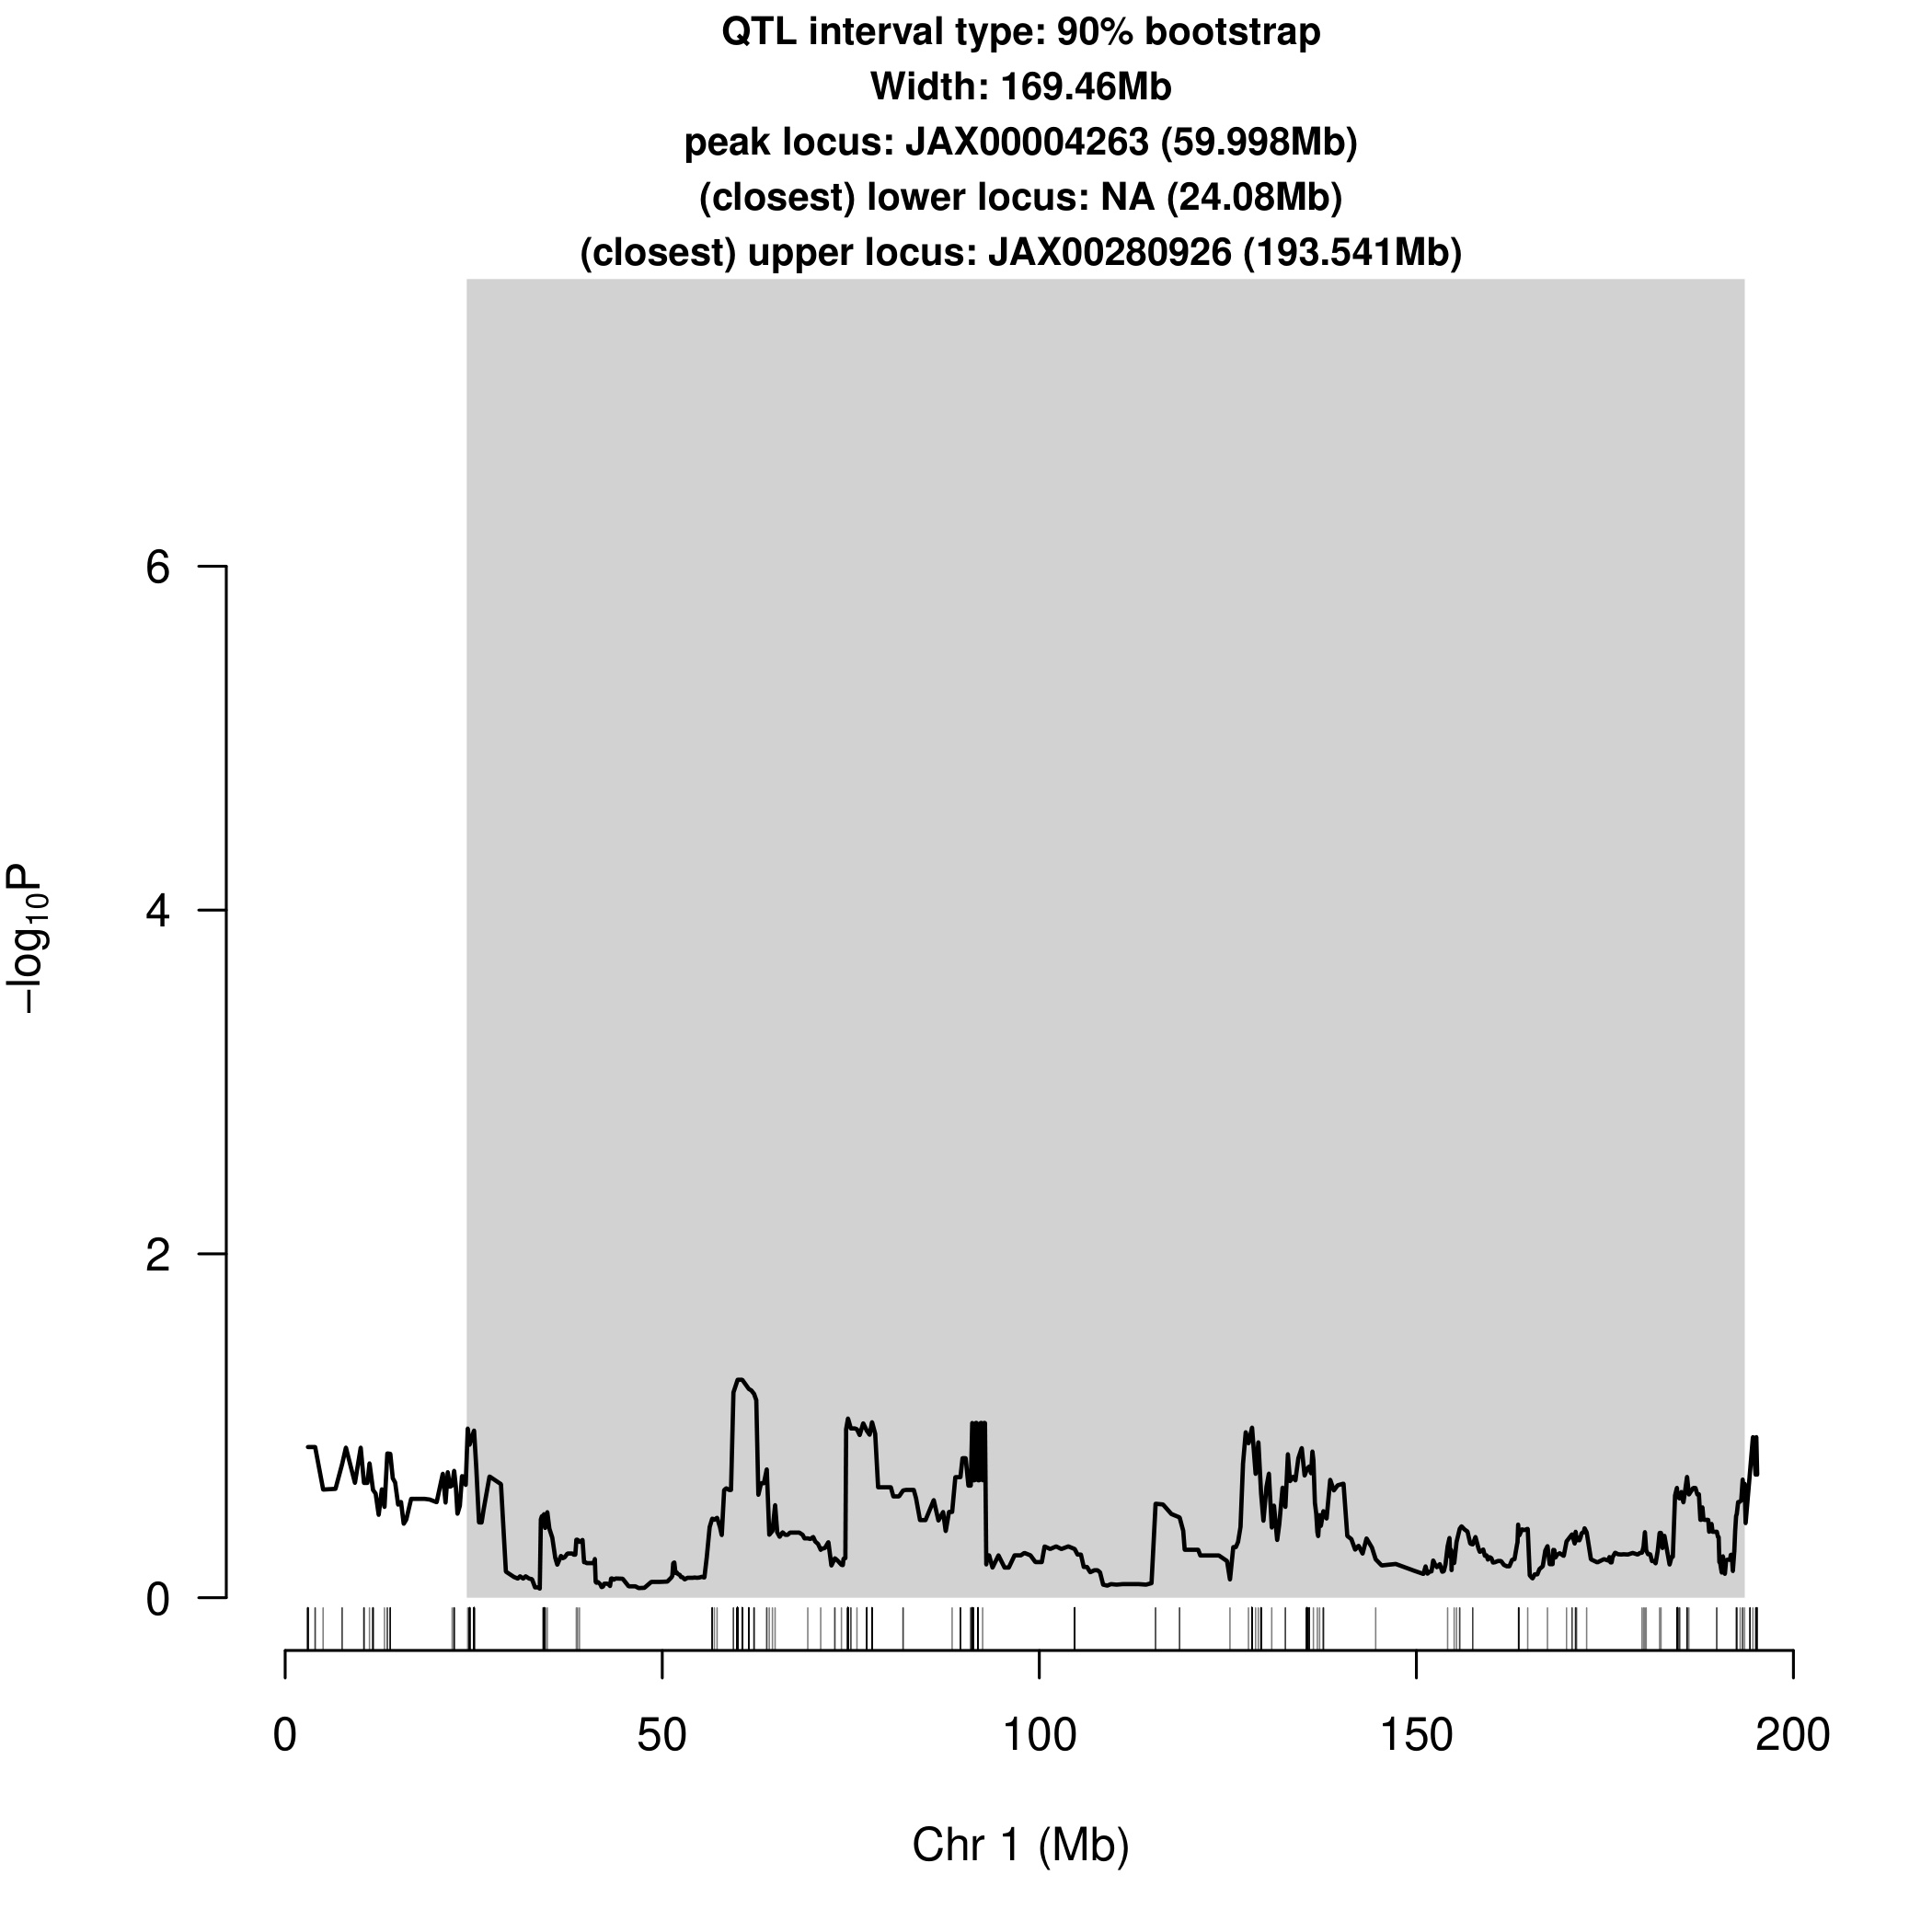 QTL interval type: 90% bootstrap
Width: 169.46Mb
peak locus: JAX00004263 (59.998Mb)
(closest) lower locus: NA (24.08Mb)
(closest) upper locus: JAX00280926 (193.541Mb)
6
4
2
0
−log₁₀P
0 50 100 150 200
Chr 1 (Mb)